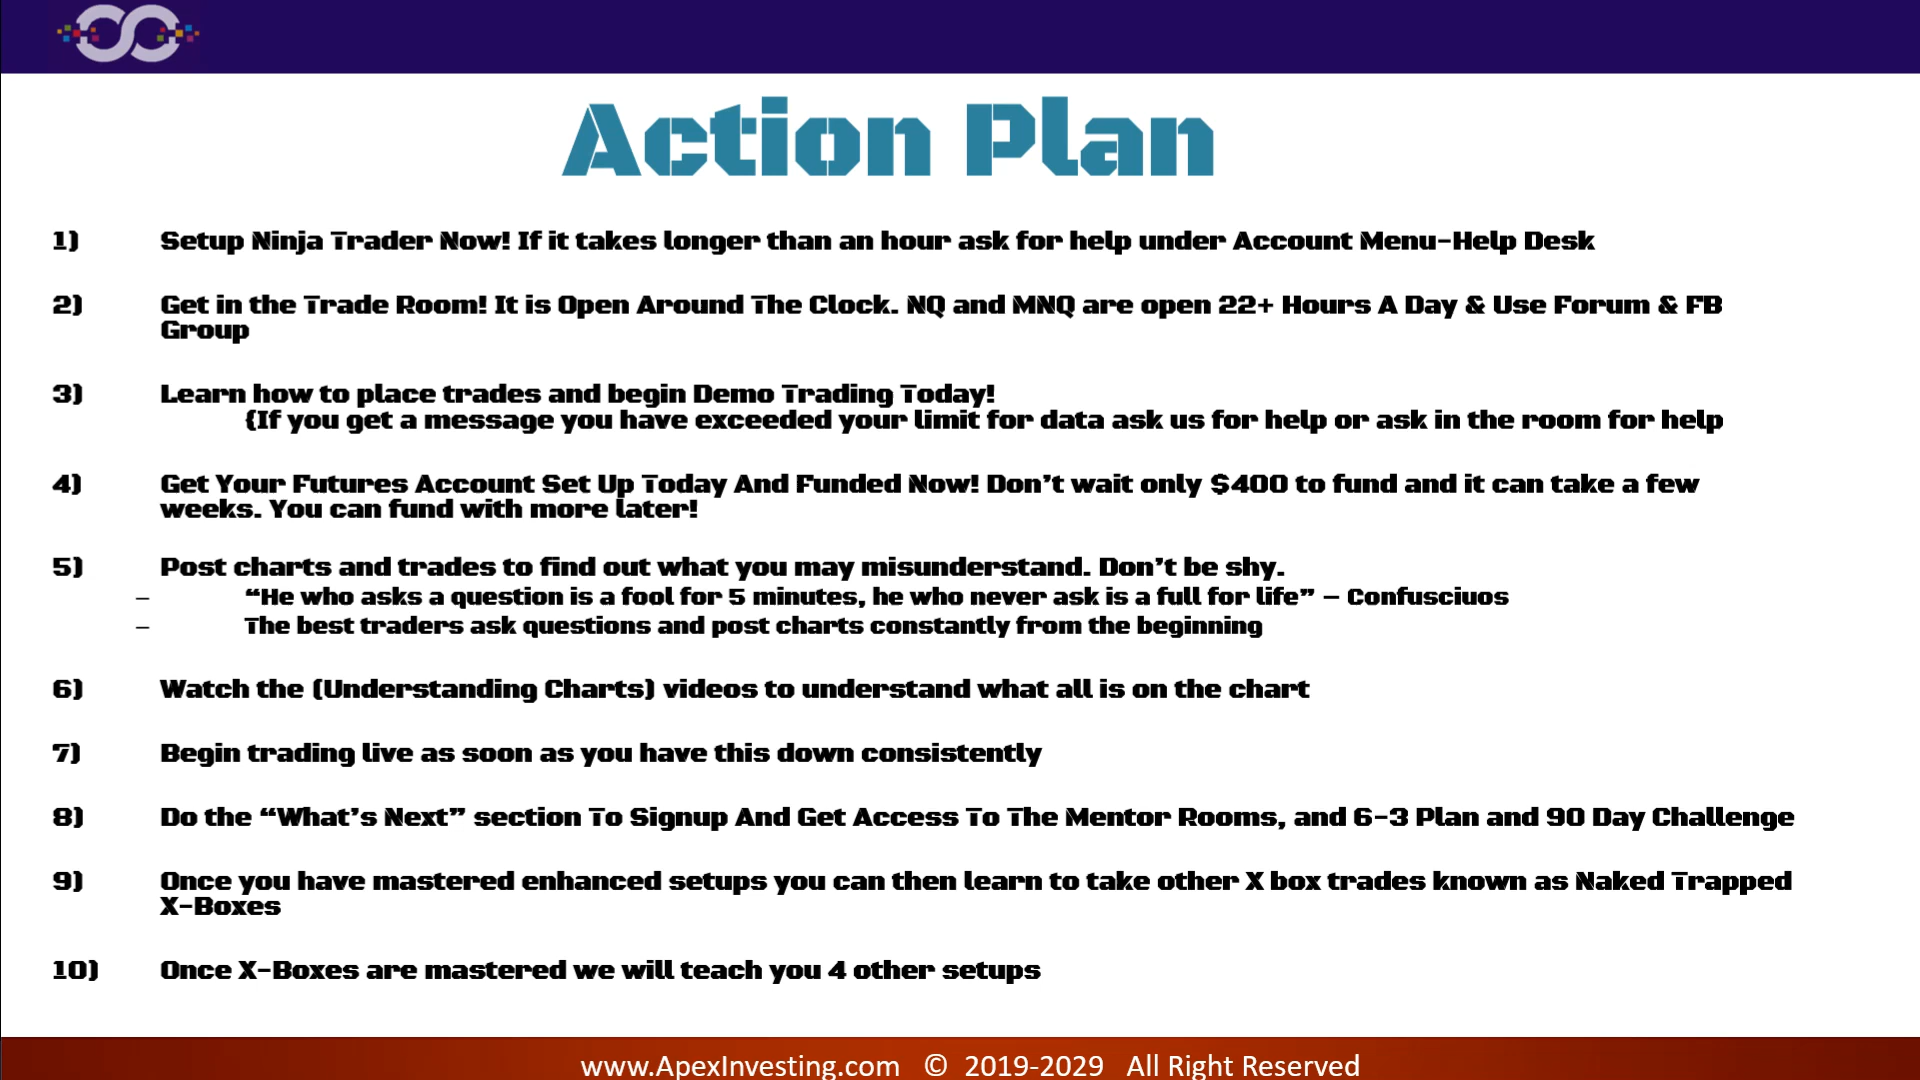 Action Plan
1) Setup Ninja Trader Now! If it takes longer than an hour ask for help under Account Menu-Help Desk
2) Get in the Trade Room! It is Open Around The Clock. NQ and MNQ are open 22+ Hours A Day & Use Forum & FB
Group
3) Learn how to place trades and begin Demo Trading Today!
{If you get a message you have exceeded your limit for data ask us for help or ask in the room for help
4) Get Your Futures Account Set Up Today And Funded Now! Don’t wait only $400 to fund and it can take a few
weeks. You can fund with more later!
5) Post charts and trades to find out what you may misunderstand. Don’t be shy.
– “He who asks a question is a fool for 5 minutes, he who never ask is a full for life” – Confusciuos
– The best traders ask questions and post charts constantly from the beginning
6) Watch the (Understanding Charts) videos to understand what all is on the chart
7) Begin trading live as soon as you have this down consistently
8) Do the “What’s Next” section To Signup And Get Access To The Mentor Rooms, and 6-3 Plan and 90 Day Challenge
9) Once you have mastered enhanced setups you can then learn to take other X box trades known as Naked Trapped
X-Boxes
10) Once X-Boxes are mastered we will teach you 4 other setups
www.ApexInvesting.com © 2019-2029 All Right Reserved